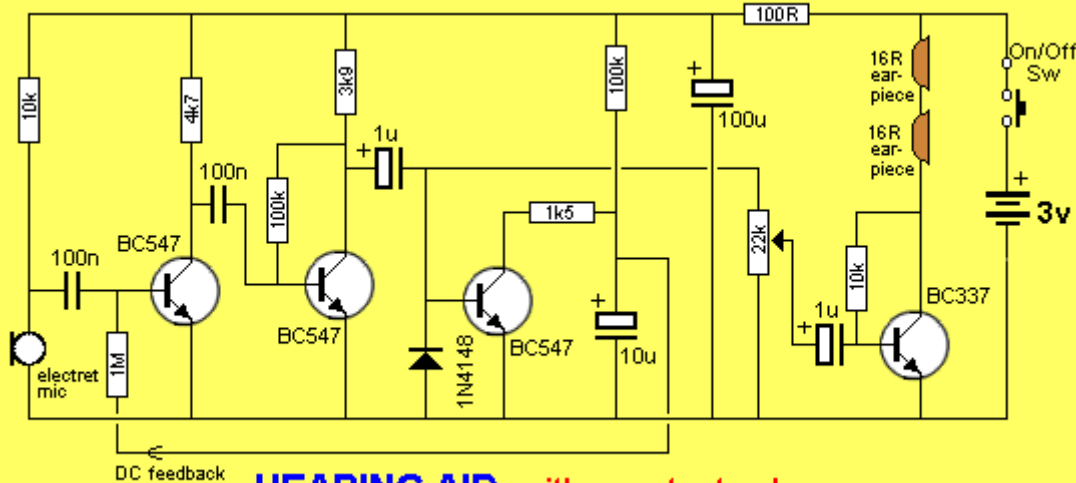 100R
10k
4k7
3k9
100k
16R
ear-
piece
On/Off
Sw
+
100u
100n
+
1u
100k
16R
ear-
piece
+
3v
1k5
22k
BC547
100n
10k
BC337
BC547
1N4148
BC547
+
10u
+
1u
electret
mic
1M
DC feedback
HEARING AID